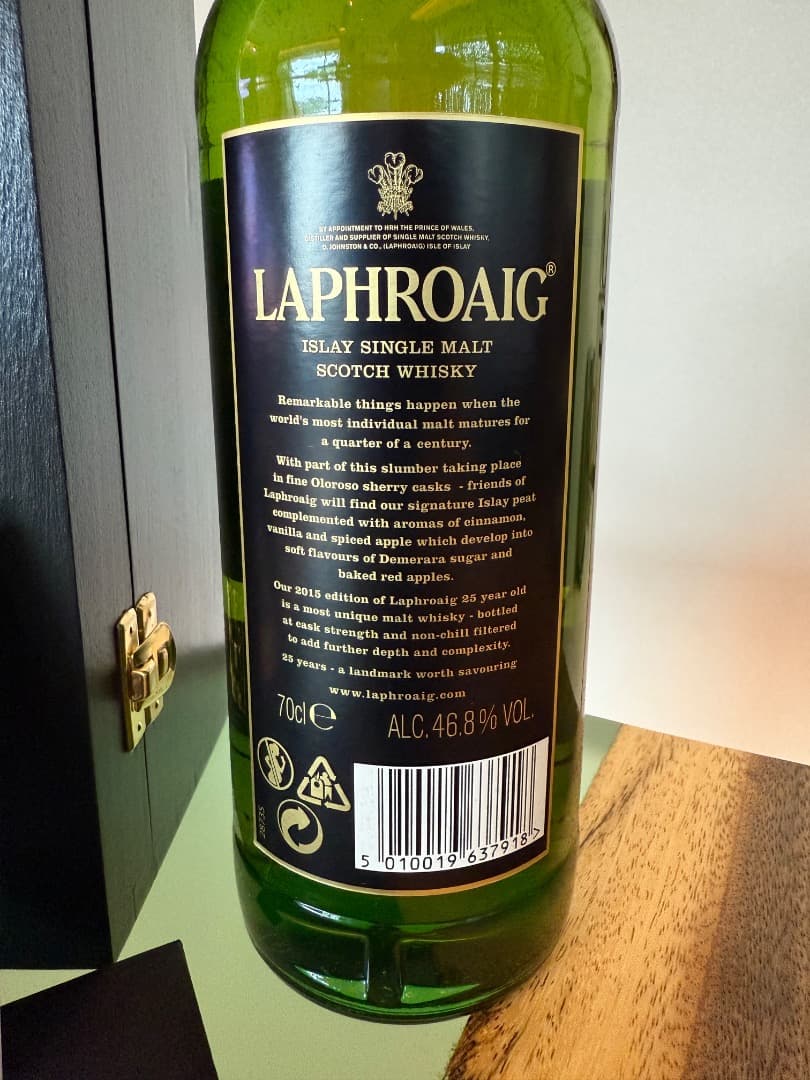 BY APPOINTMENT TO HRH THE PRINCE OF WALES,
DISTILLER AND SUPPLIER OF SINGLE MALT SCOTCH WHISKY,
D. JOHNSTON & CO., (LAPHROAIG) ISLE OF ISLAY
LAPHROAIG®
ISLAY SINGLE MALT
SCOTCH WHISKY
Remarkable things happen when the
world's most individual malt matures for
a quarter of a century.
With part of this slumber taking place
in fine Oloroso sherry casks - friends of
Laphroaig will find our signature Islay peat
complemented with aromas of cinnamon,
vanilla and spiced apple which develop into
soft flavours of Demerara sugar and
baked red apples.
Our 2015 edition of Laphroaig 25 year old
is a most unique malt whisky - bottled
at cask strength and non-chill filtered
to add further depth and complexity.
25 years - a landmark worth savouring
www.laphroaig.com
70cl e ALC. 46.8% VOL.
28735
5 010019 637918 >